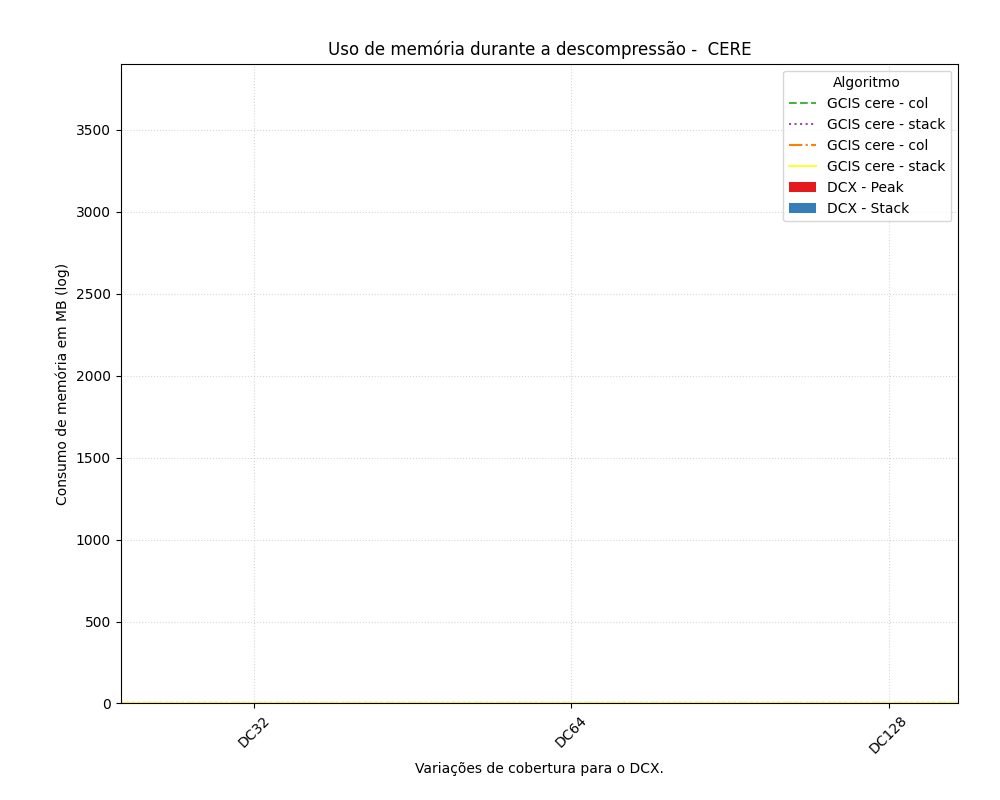 Uso de memória durante a descompressão -  CERE
Algoritmo
GCIS cere - col
GCIS cere - stack
GCIS cere - col
GCIS cere - stack
DCX - Peak
DCX - Stack
Consumo de memória em MB (log)
3500
3000
2500
2000
1500
1000
500
0
DC32
DC64
DC128
Variações de cobertura para o DCX.